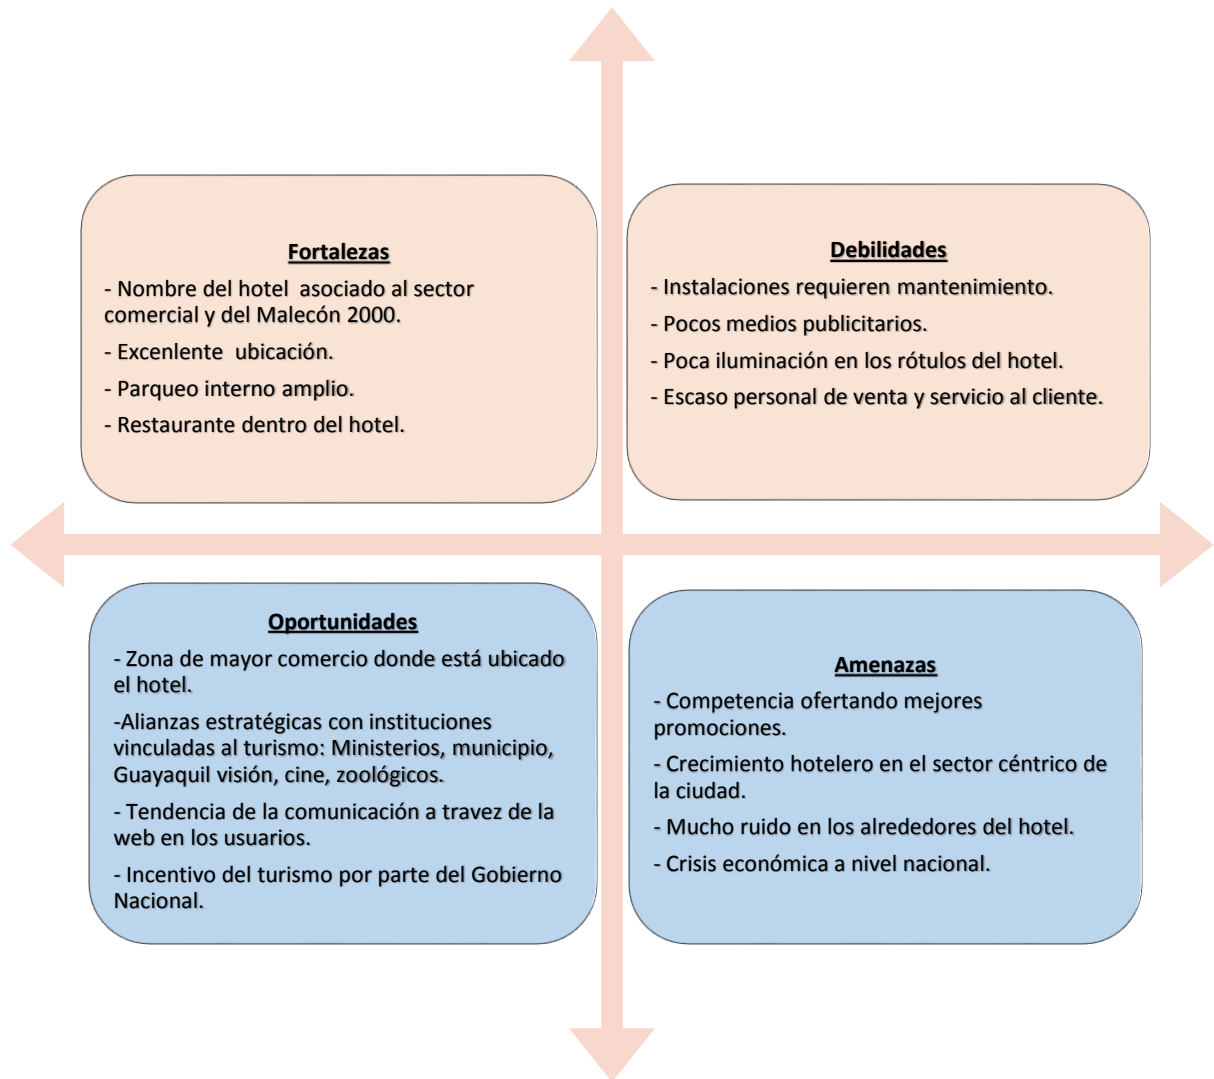 Fortalezas
- Nombre del hotel  asociado al sector
comercial y del Malecón 2000.
- Excenlente  ubicación.
- Parqueo interno amplio.
- Restaurante dentro del hotel.
Debilidades
- Instalaciones requieren mantenimiento.
- Pocos medios publicitarios.
- Poca iluminación en los rótulos del hotel.
- Escaso personal de venta y servicio al cliente.
Oportunidades
- Zona de mayor comercio donde está ubicado
el hotel.
-Alianzas estratégicas con instituciones
vinculadas al turismo: Ministerios, municipio,
Guayaquil visión, cine, zoológicos.
- Tendencia de la comunicación a travez de la
web en los usuarios.
- Incentivo del turismo por parte del Gobierno
Nacional.
Amenazas
- Competencia ofertando mejores
promociones.
- Crecimiento hotelero en el sector céntrico de
la ciudad.
- Mucho ruido en los alrededores del hotel.
- Crisis económica a nivel nacional.